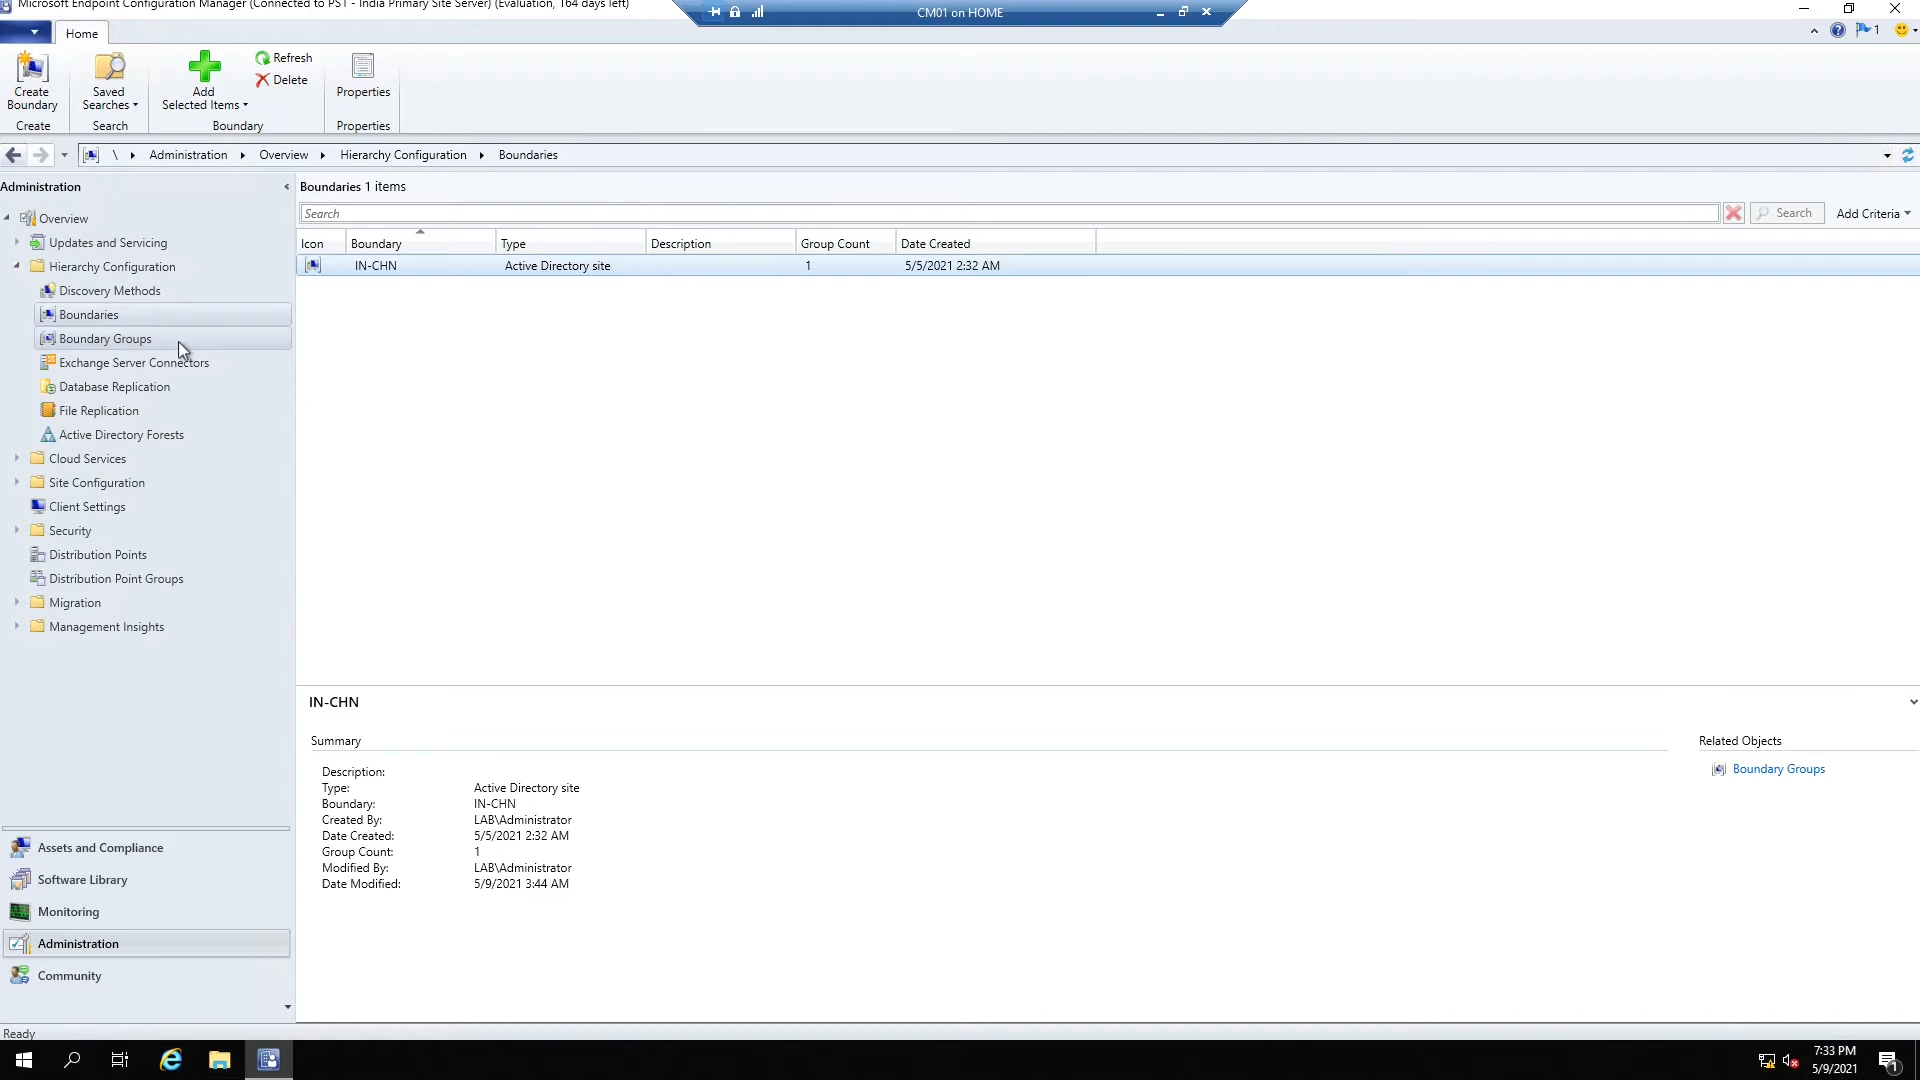 Microsoft Endpoint Configuration Manager (Connected to PS1 - India Primary Site Server) (Evaluation, 164 days left)
CM01 on HOME
Home
1
Create Boundary
Saved Searches
Add Selected Items
Refresh
Delete
Properties
Create
Search
Boundary
Properties
\ Administration Overview Hierarchy Configuration Boundaries
Administration
Overview
Updates and Servicing
Hierarchy Configuration
Discovery Methods
Boundaries
Boundary Groups
Exchange Server Connectors
Database Replication
File Replication
Active Directory Forests
Cloud Services
Site Configuration
Client Settings
Security
Distribution Points
Distribution Point Groups
Migration
Management Insights
Assets and Compliance
Software Library
Monitoring
Administration
Community
Boundaries 1 items
Search
Search
Add Criteria
Icon Boundary Type Description Group Count Date Created
IN-CHN Active Directory site 1 5/5/2021 2:32 AM
IN-CHN
Summary
Description:
Type: Active Directory site
Boundary: IN-CHN
Created By: LAB\Administrator
Date Created: 5/5/2021 2:32 AM
Group Count: 1
Modified By: LAB\Administrator
Date Modified: 5/9/2021 3:44 AM
Related Objects
Boundary Groups
Ready
7:33 PM
5/9/2021
1